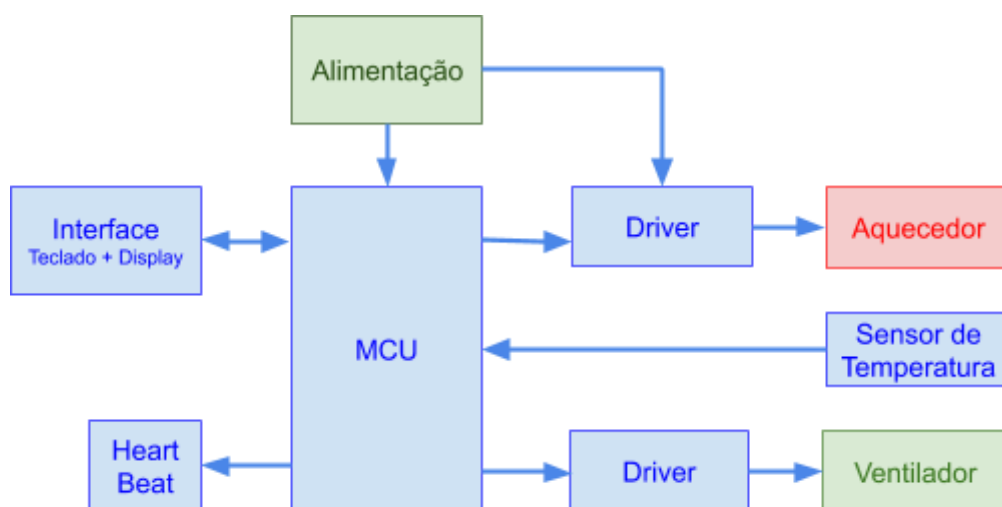 Alimentação
Interface
Teclado + Display
Driver
Aquecedor
MCU
Sensor de
Temperatura
Heart
Beat
Driver
Ventilador